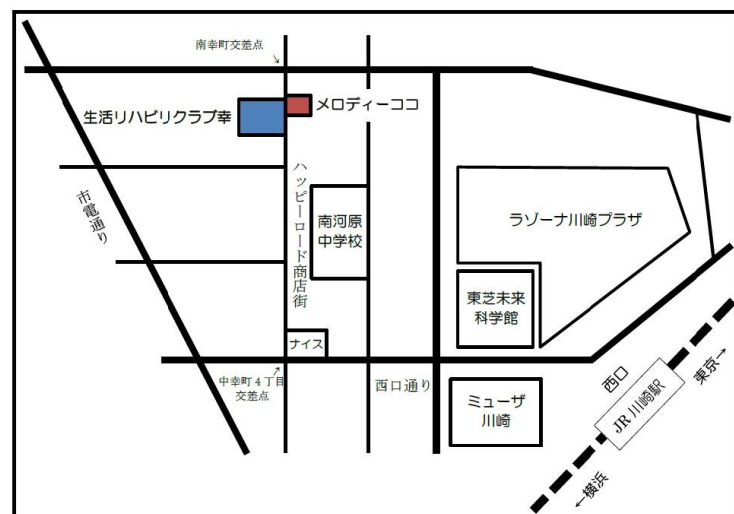 南幸町交差点
生活リハビリクラブ幸
メロディーココ
市電通り
ハッピーロード商店街
南河原
中学校
ラゾーナ川崎プラザ
東芝未来
科学館
ナイス
中幸町４丁目
交差点
西口通り
ミューザ
川崎
西口
JR 川崎駅
東京→
←横浜